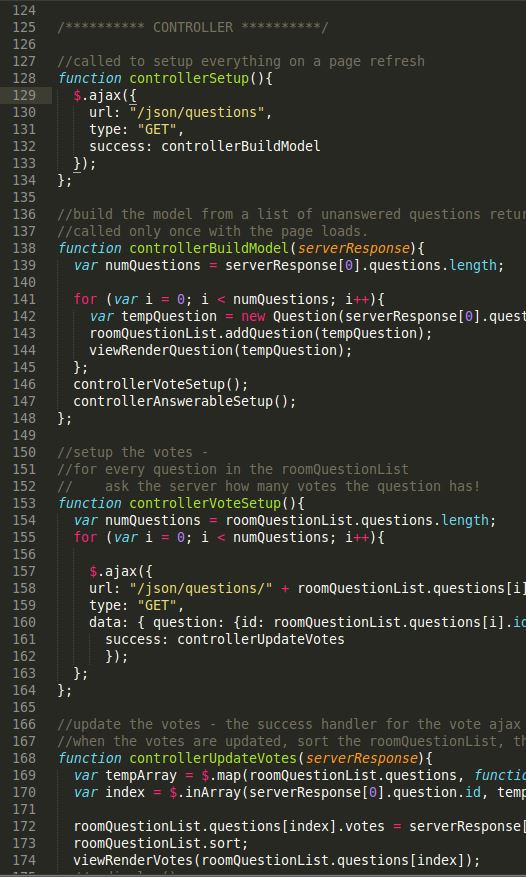 124
125 /********** CONTROLLER **********/
126
127 //called to setup everything on a page refresh
128 function controllerSetup(){
129   $.ajax({
130     url: "/json/questions",
131     type: "GET",
132     success: controllerBuildModel
133   });
134 };
135
136 //build the model from a list of unanswered questions retur
137 //called only once with the page loads.
138 function controllerBuildModel(serverResponse){
139   var numQuestions = serverResponse[0].questions.length;
140
141   for (var i = 0; i < numQuestions; i++){
142     var tempQuestion = new Question(serverResponse[0].quest
143     roomQuestionList.addQuestion(tempQuestion);
144     viewRenderQuestion(tempQuestion);
145   };
146   controllerVoteSetup();
147   controllerAnswerableSetup();
148 };
149
150 //setup the votes -
151 //for every question in the roomQuestionList
152 //    ask the server how many votes the question has!
153 function controllerVoteSetup(){
154   var numQuestions = roomQuestionList.questions.length;
155   for (var i = 0; i < numQuestions; i++){
156
157     $.ajax({
158     url: "/json/questions/" + roomQuestionList.questions[i]
159     type: "GET",
160     data: { question: {id: roomQuestionList.questions[i].id
161       success: controllerUpdateVotes
162       });
163   };
164 };
165
166 //update the votes - the success handler for the vote ajax
167 //when the votes are updated, sort the roomQuestionList, th
168 function controllerUpdateVotes(serverResponse){
169   var tempArray = $.map(roomQuestionList.questions, functio
170   var index = $.inArray(serverResponse[0].question.id, temp
171
172   roomQuestionList.questions[index].votes = serverResponse[
173   roomQuestionList.sort;
174   viewRenderVotes(roomQuestionList.questions[index]);